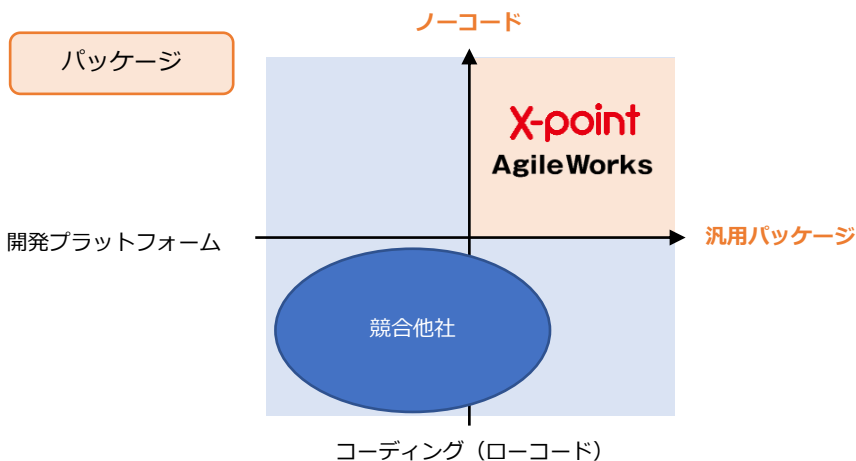 ノーコード
パッケージ
X-point
AgileWorks
開発プラットフォーム
汎用パッケージ
競合他社
コーディング（ローコード）